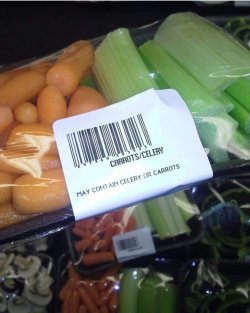 CARROTS/CELERY
MAY CONTAIN CELERY OR CARROTS